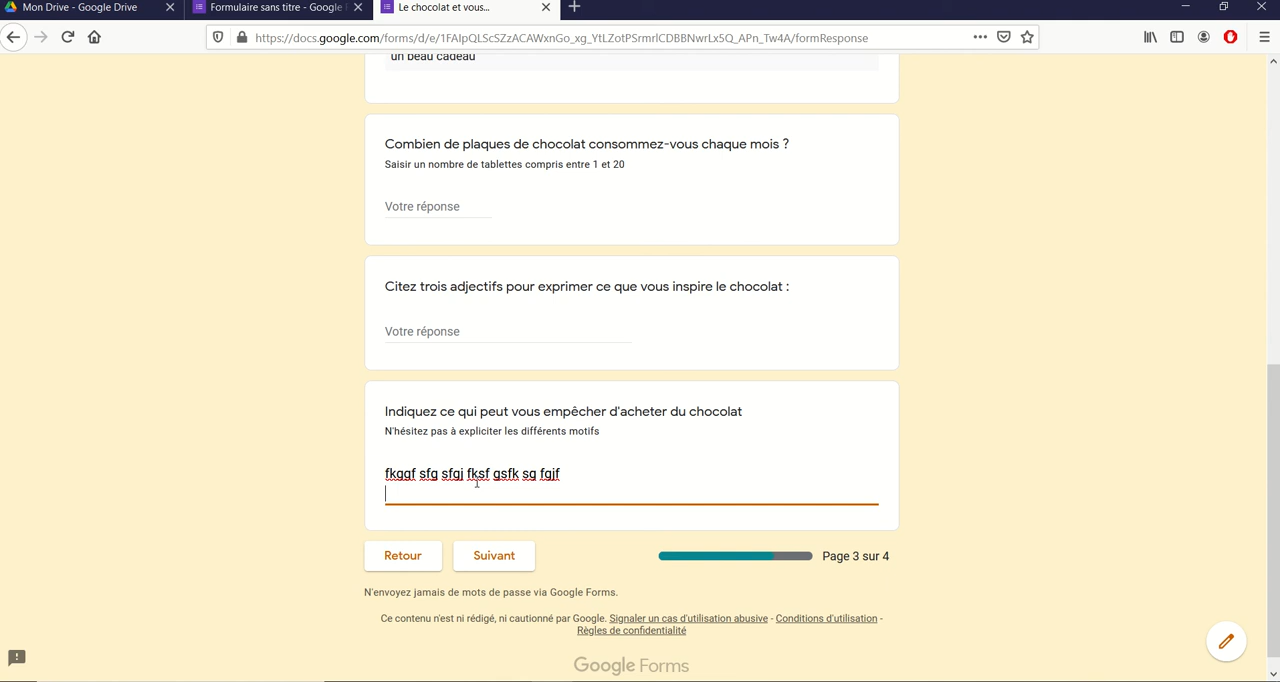 Mon Drive - Google Drive
Formulaire sans titre - Google F
Le chocolat et vous...
https://docs.google.com/forms/d/e/1FAIpQLScSZzACAWxnGo_xg_YtLZotPSrmrlCDBBNwrLx5Q_APn_Tw4A/formResponse
un beau cadeau
Combien de plaques de chocolat consommez-vous chaque mois ?
Saisir un nombre de tablettes compris entre 1 et 20
Votre réponse
Citez trois adjectifs pour exprimer ce que vous inspire le chocolat :
Votre réponse
Indiquez ce qui peut vous empêcher d'acheter du chocolat
N'hésitez pas à expliciter les différents motifs
fkggf sfg sfgj fksf gsfk sg fgjf
Retour
Suivant
Page 3 sur 4
N'envoyez jamais de mots de passe via Google Forms.
Ce contenu n'est ni rédigé, ni cautionné par Google. Signaler un cas d'utilisation abusive - Conditions d'utilisation -
Règles de confidentialité
Google Forms